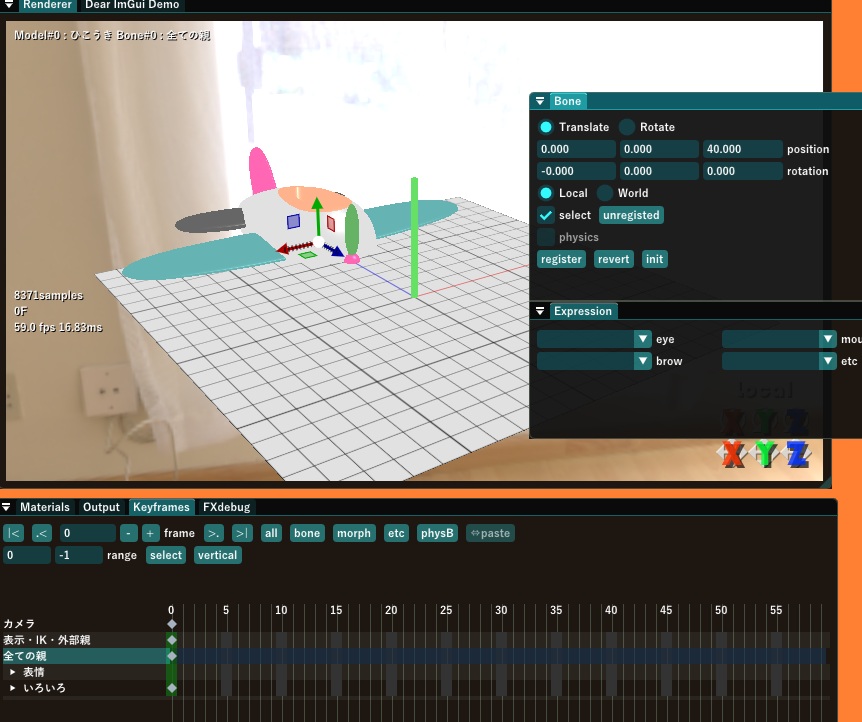 Renderer Dear ImGui Demo
Model#0 : ひこうき Bone#0 : 全ての親
Bone
Translate Rotate
0.000 0.000 40.000 position
-0.000 0.000 0.000 rotation
Local World
select unregisted
physics
register revert init
8371samples
0F
59.0 fps 16.83ms
Expression
eye mou
brow etc
local
X Y Z
X Y Z
Materials Output Keyframes FXdebug
|< .< 0 - + frame >. >| all bone morph etc physB ⇔paste
0 -1 range select vertical
0 5 10 15 20 25 30 35 40 45 50 55
カメラ
表示・IK・外部親
全ての親
表情
いろいろ